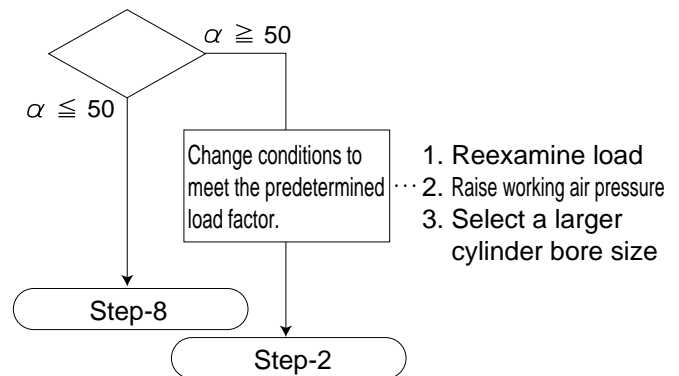 α ≧ 50
α ≦ 50
Change conditions to
meet the predetermined
load factor.
··· 
1. Reexamine load
2. Raise working air pressure
3. Select a larger
cylinder bore size
Step-8
Step-2